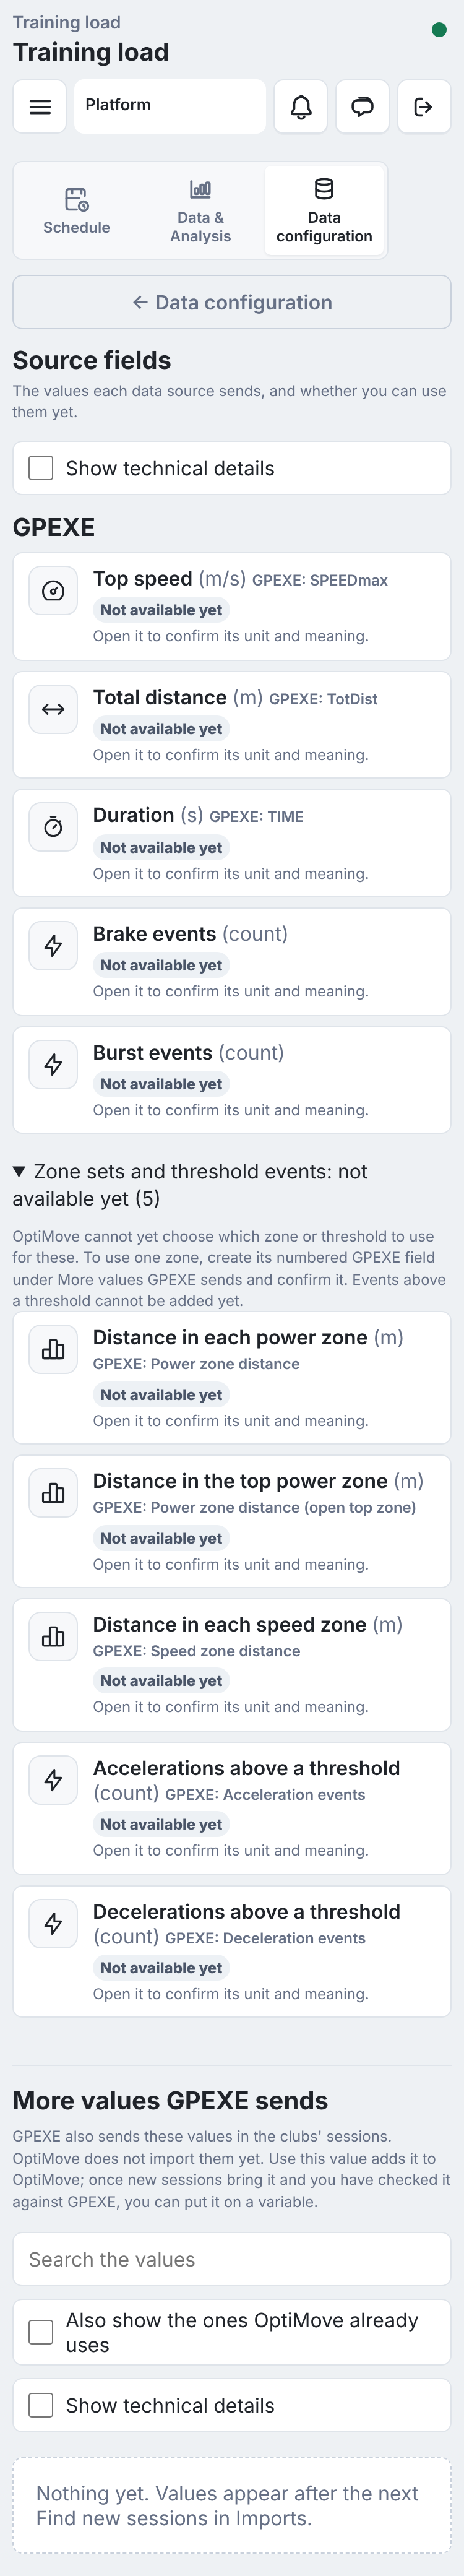 Training load
Training load
Platform
Schedule
Data &
Analysis
Data
configuration
← Data configuration
Source fields
The values each data source sends, and whether you can use
them yet.
Show technical details
GPEXE
Top speed (m/s) GPEXE: SPEEDmax
Not available yet
Open it to confirm its unit and meaning.
Total distance (m) GPEXE: TotDist
Not available yet
Open it to confirm its unit and meaning.
Duration (s) GPEXE: TIME
Not available yet
Open it to confirm its unit and meaning.
Brake events (count)
Not available yet
Open it to confirm its unit and meaning.
Burst events (count)
Not available yet
Open it to confirm its unit and meaning.
▼ Zone sets and threshold events: not
available yet (5)
OptiMove cannot yet choose which zone or threshold to use
for these. To use one zone, create its numbered GPEXE field
under More values GPEXE sends and confirm it. Events above
a threshold cannot be added yet.
Distance in each power zone (m)
GPEXE: Power zone distance
Not available yet
Open it to confirm its unit and meaning.
Distance in the top power zone (m)
GPEXE: Power zone distance (open top zone)
Not available yet
Open it to confirm its unit and meaning.
Distance in each speed zone (m)
GPEXE: Speed zone distance
Not available yet
Open it to confirm its unit and meaning.
Accelerations above a threshold
(count) GPEXE: Acceleration events
Not available yet
Open it to confirm its unit and meaning.
Decelerations above a threshold
(count) GPEXE: Deceleration events
Not available yet
Open it to confirm its unit and meaning.
More values GPEXE sends
GPEXE also sends these values in the clubs' sessions.
OptiMove does not import them yet. Use this value adds it to
OptiMove; once new sessions bring it and you have checked it
against GPEXE, you can put it on a variable.
Search the values
Also show the ones OptiMove already
uses
Show technical details
Nothing yet. Values appear after the next
Find new sessions in Imports.